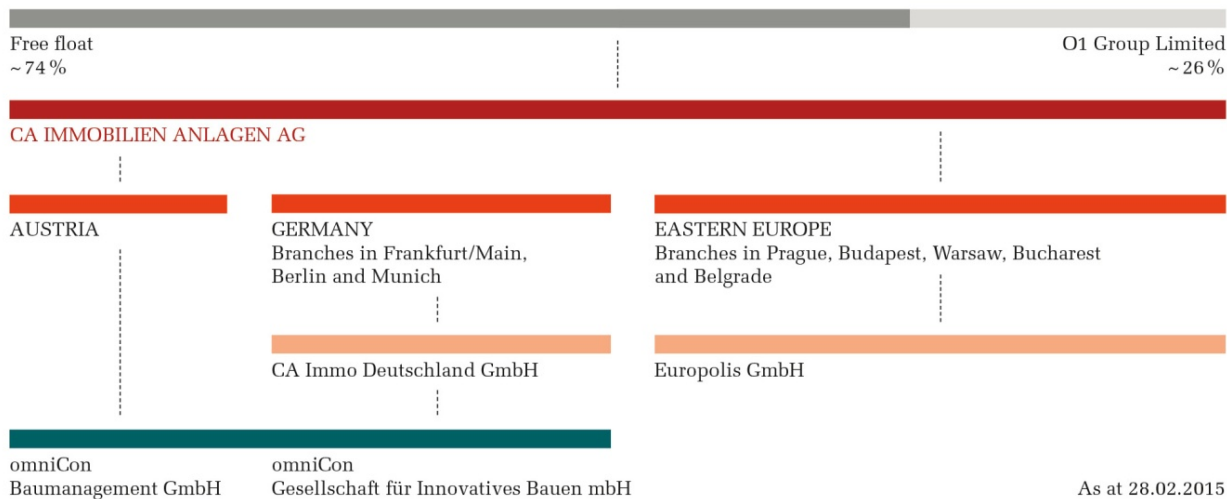 Free float
~ 74 %
O1 Group Limited
~ 26 %
CA IMMOBILIEN ANLAGEN AG
AUSTRIA
GERMANY
Branches in Frankfurt/Main,
Berlin and Munich
EASTERN EUROPE
Branches in Prague, Budapest, Warsaw, Bucharest
and Belgrade
CA Immo Deutschland GmbH
Europolis GmbH
omniCon
Baumanagement GmbH
omniCon
Gesellschaft für Innovatives Bauen mbH
As at 28.02.2015